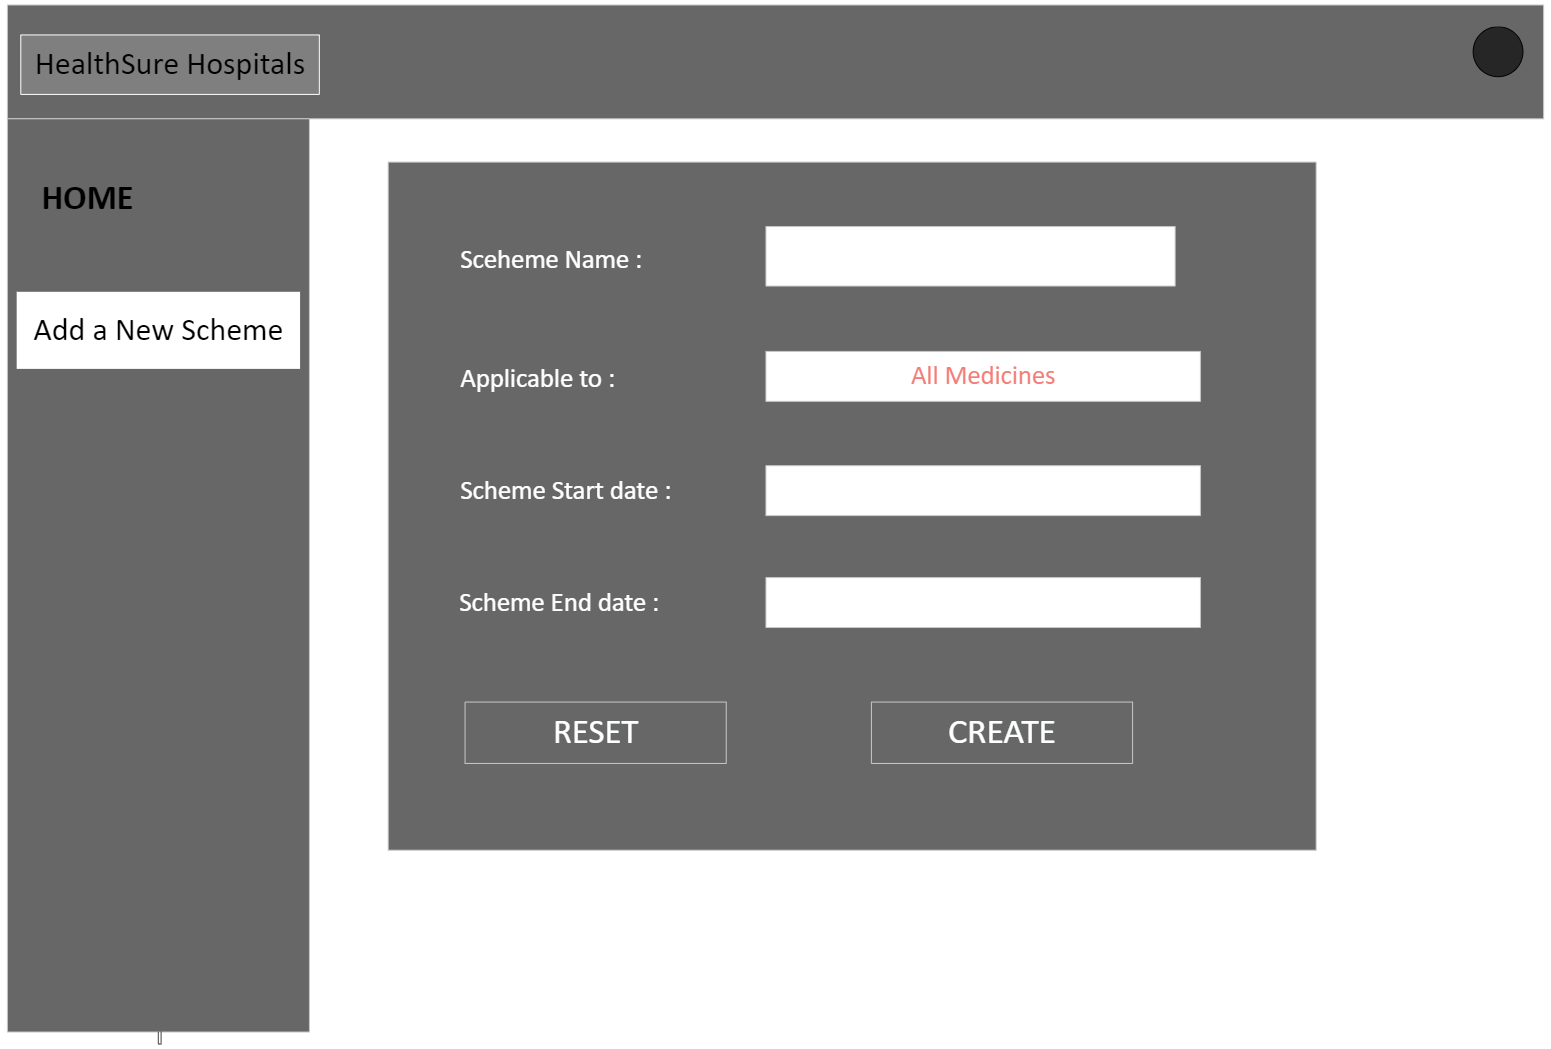 HealthSure Hospitals
HOME
Add a New Scheme
Sceheme Name :
Applicable to :
All Medicines
Scheme Start date :
Scheme End date :
RESET
CREATE